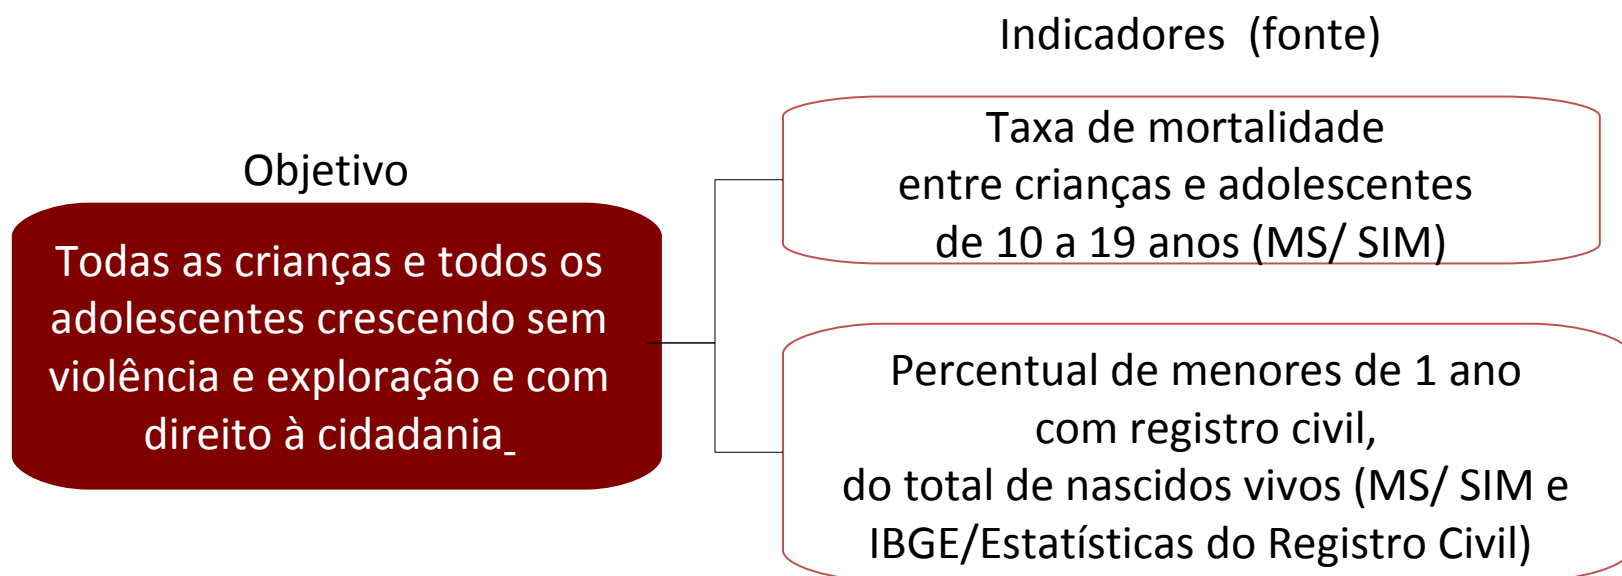 Indicadores (fonte)
Objetivo
Todas as crianças e todos os
adolescentes crescendo sem
violência e exploração e com
direito à cidadania_
Taxa de mortalidade
entre crianças e adolescentes
de 10 a 19 anos (MS/ SIM)
Percentual de menores de 1 ano
com registro civil,
do total de nascidos vivos (MS/ SIM e
IBGE/Estatísticas do Registro Civil)